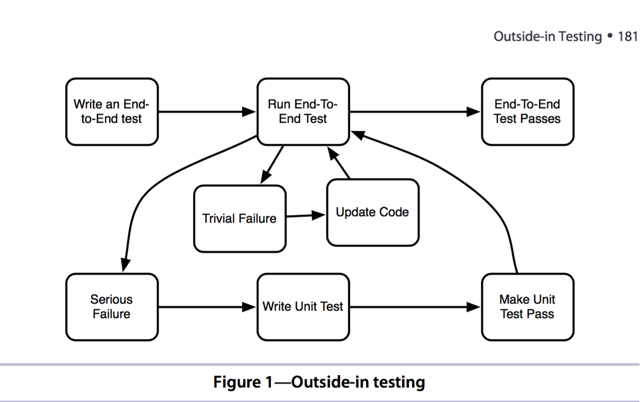 Outside-in Testing • 181
Write an End-
to-End test
Run End-To-
End Test
End-To-End
Test Passes
Trivial Failure
Update Code
Serious
Failure
Write Unit Test
Make Unit
Test Pass
Figure 1—Outside-in testing